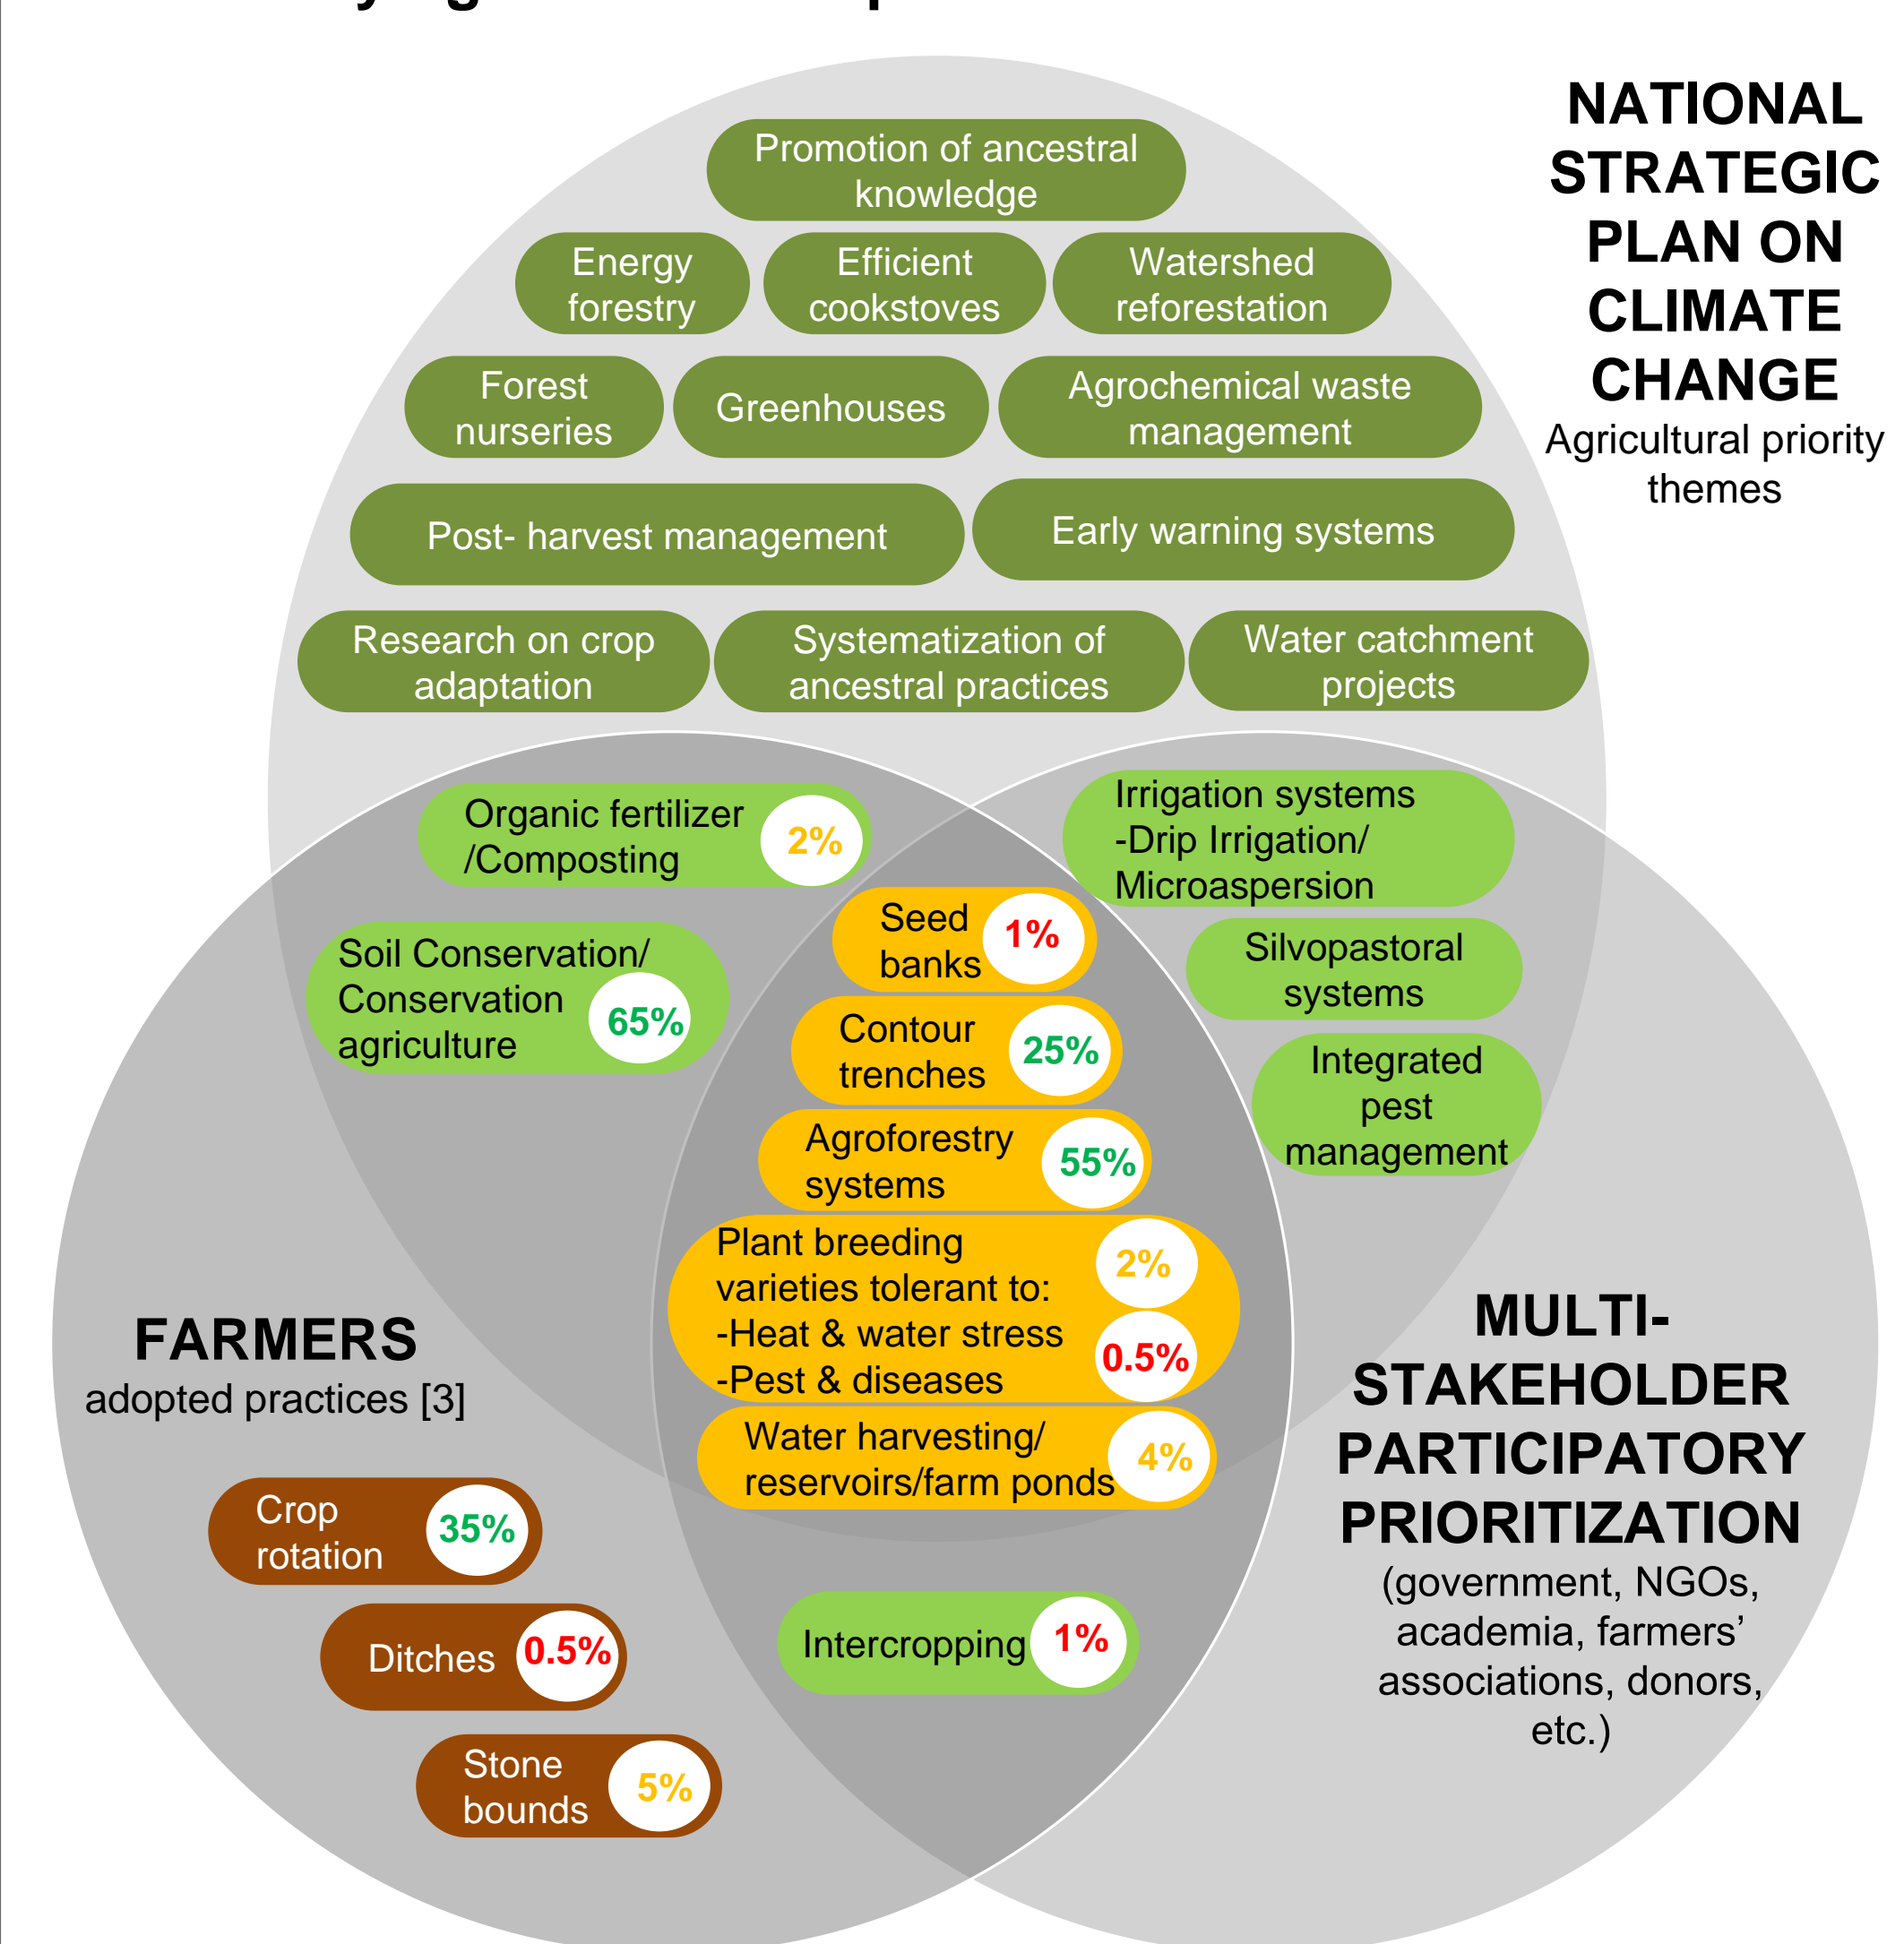 NATIONAL
STRATEGIC
PLAN ON
CLIMATE
CHANGE
Agricultural priority
themes
Promotion of ancestral
knowledge
Energy
forestry
Efficient
cookstoves
Watershed
reforestation
Forest
nurseries
Greenhouses
Agrochemical waste
management
Post- harvest management
Early warning systems
Research on crop
adaptation
Systematization of
ancestral practices
Water catchment
projects
Organic fertilizer
/Composting
2%
Irrigation systems
-Drip Irrigation/
Microaspersion
Soil Conservation/
Conservation
agriculture
65%
Seed
banks
1%
Silvopastoral
systems
Contour
trenches
25%
Integrated
pest
management
Agroforestry
systems
55%
Plant breeding
varieties tolerant to:
-Heat & water stress
-Pest & diseases
2%
0.5%
Water harvesting/
reservoirs/farm ponds
4%
FARMERS
adopted practices [3]
MULTI-
STAKEHOLDER
PARTICIPATORY
PRIORITIZATION
(government, NGOs,
academia, farmers’
associations, donors,
etc.)
Crop
rotation
35%
Ditches
0.5%
Stone
bounds
5%
Intercropping
1%